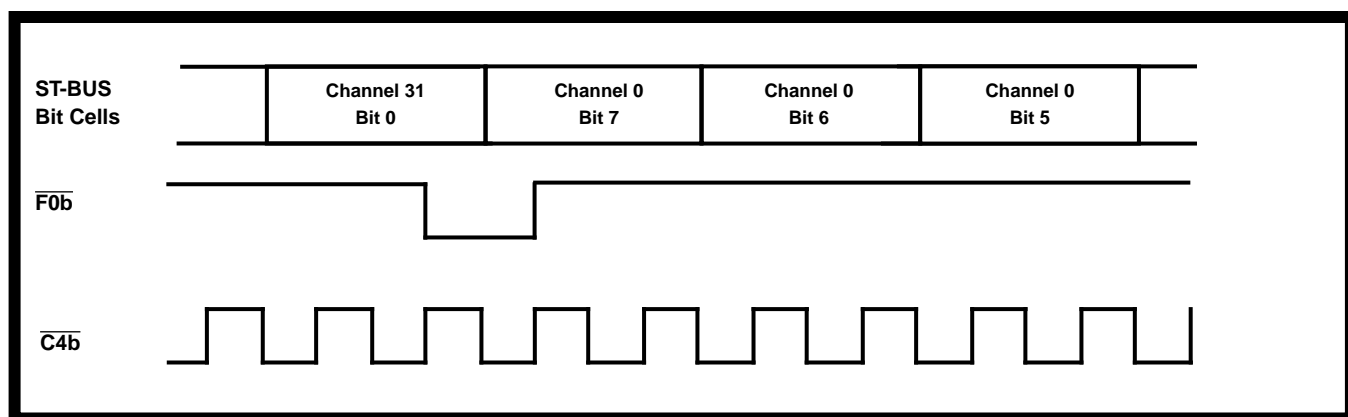 ST-BUS
Bit Cells
Channel 31
Bit 0
Channel 0
Bit 7
Channel 0
Bit 6
Channel 0
Bit 5
F0b
C4b